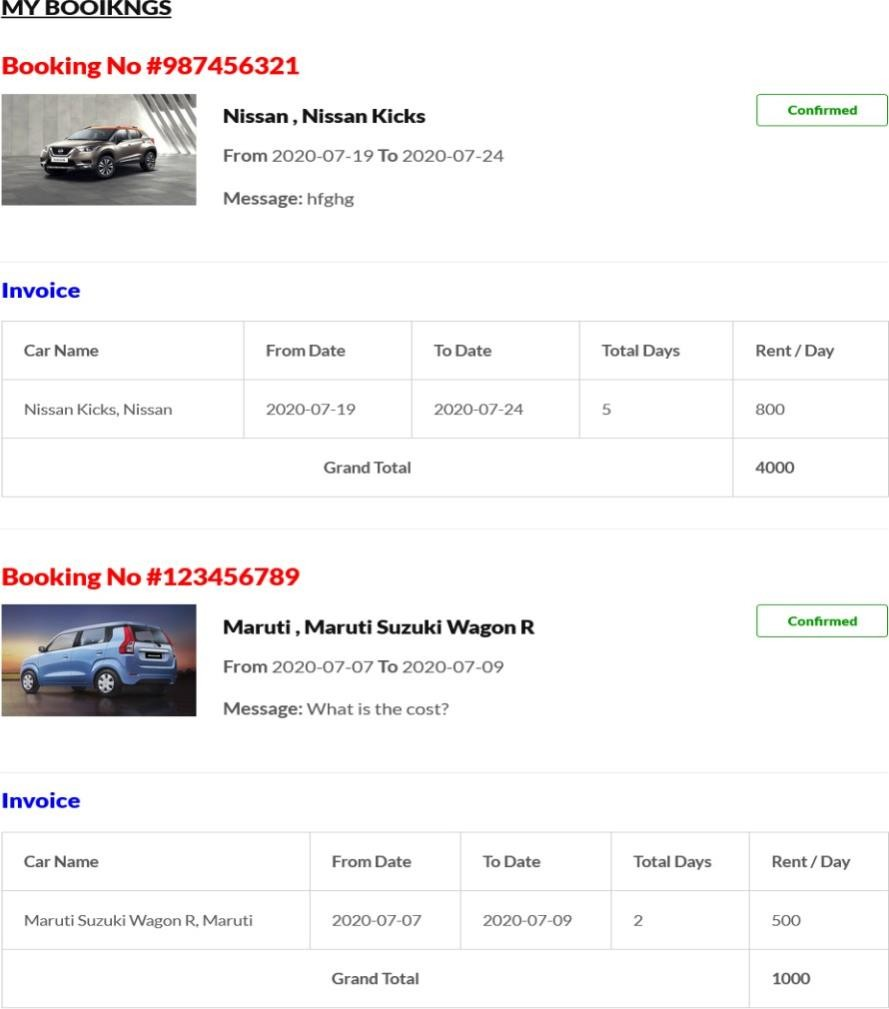 MY BOOIKNGS
Booking No #987456321
Nissan , Nissan Kicks
Confirmed
From 2020-07-19 To 2020-07-24
Message: hfghg
Invoice
Car Name From Date To Date Total Days Rent / Day
Nissan Kicks, Nissan 2020-07-19 2020-07-24 5 800
Grand Total 4000
Booking No #123456789
Maruti , Maruti Suzuki Wagon R
Confirmed
From 2020-07-07 To 2020-07-09
Message: What is the cost?
Invoice
Car Name From Date To Date Total Days Rent / Day
Maruti Suzuki Wagon R, Maruti 2020-07-07 2020-07-09 2 500
Grand Total 1000